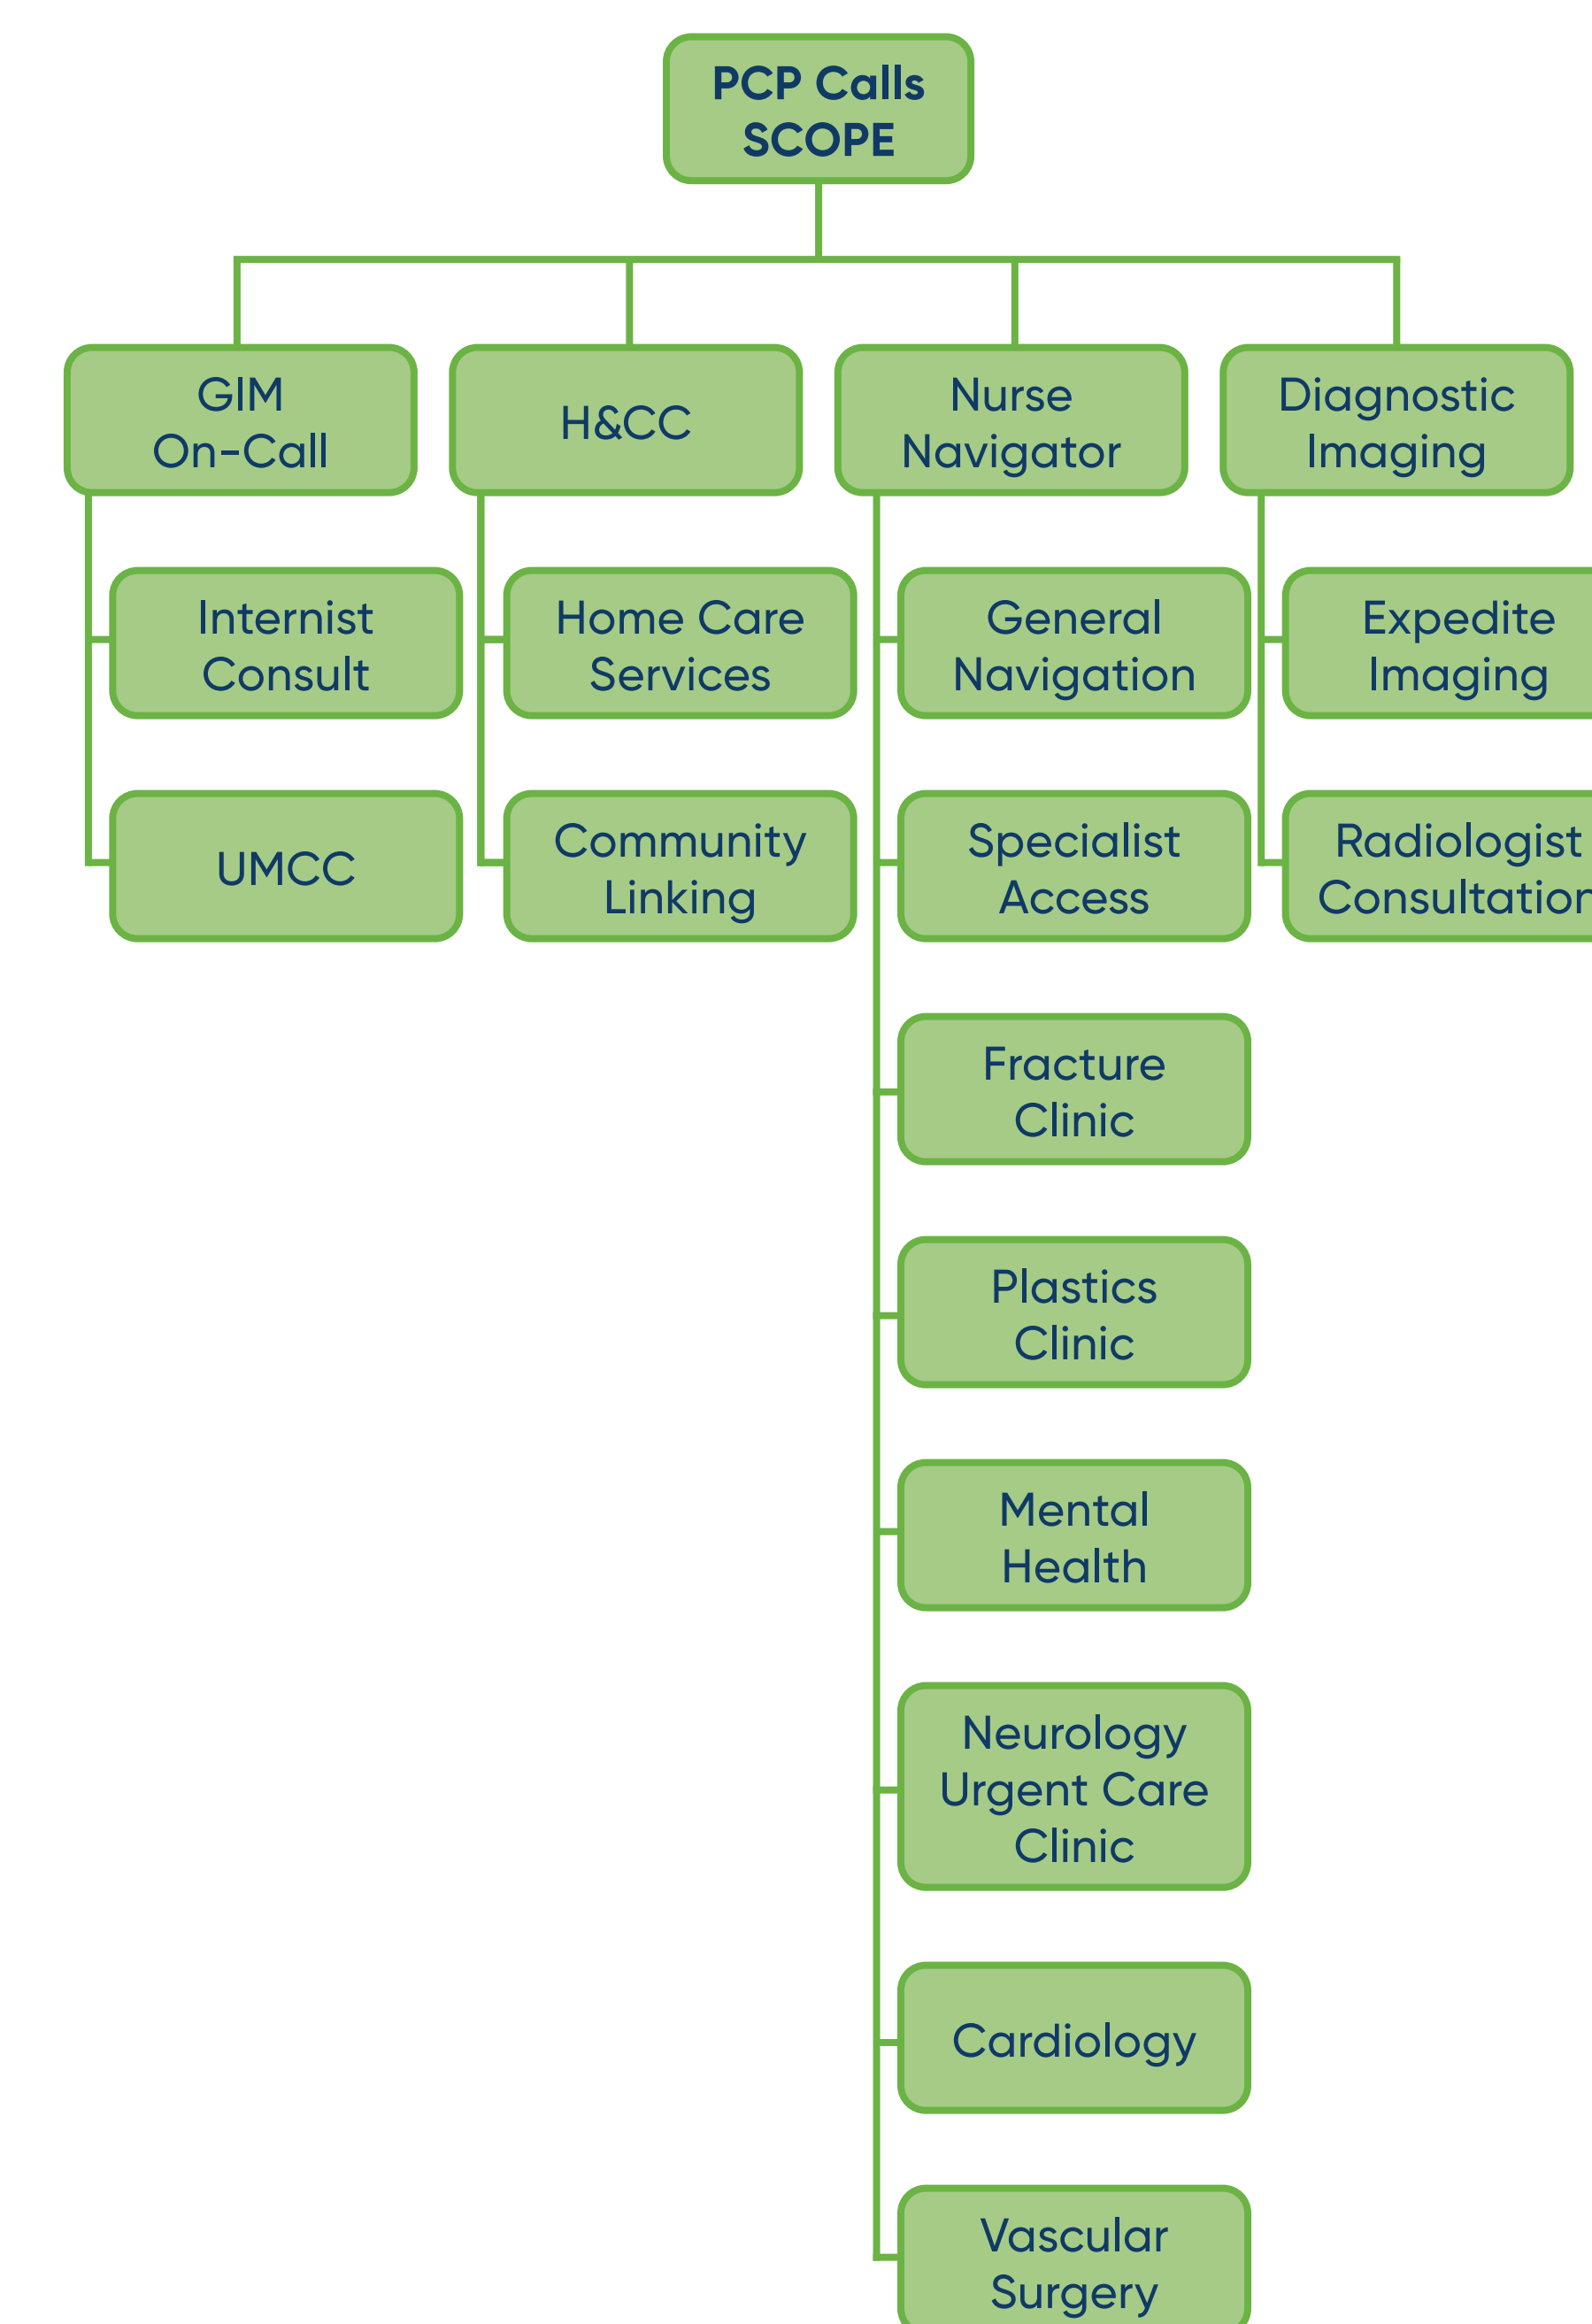 PCP Calls
SCOPE
GIM
On-Call
H&CC
Nurse
Navigator
Diagnostic
Imaging
Internist
Consult
Home Care
Services
General
Navigation
Expedite
Imaging
UMCC
Community
Linking
Specialist
Access
Radiologist
Consultation
Fracture
Clinic
Plastics
Clinic
Mental
Health
Neurology
Urgent Care
Clinic
Cardiology
Vascular
Surgery